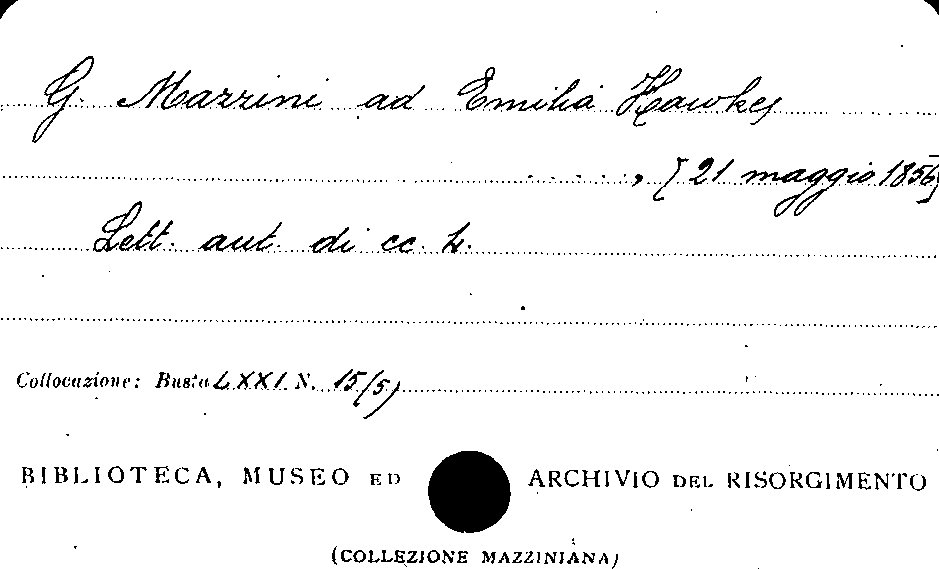 G. Mazzini ad Emilia Hawkes
....., [21 maggio 1856]
Lett. aut. di cc. 4.
Collocazione: Busta LXXI N. 15(5)
BIBLIOTECA, MUSEO ED ARCHIVIO DEL RISORGIMENTO
(COLLEZIONE MAZZINIANA)